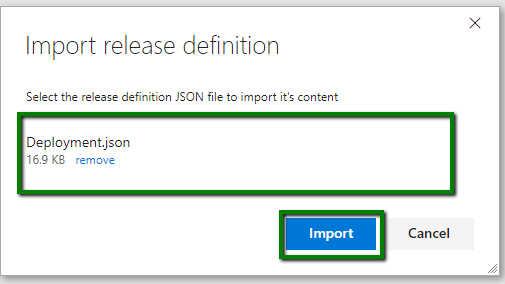 Import release definition
Select the release definition JSON file to import it's content
Deployment.json
16.9 KB remove
Import Cancel